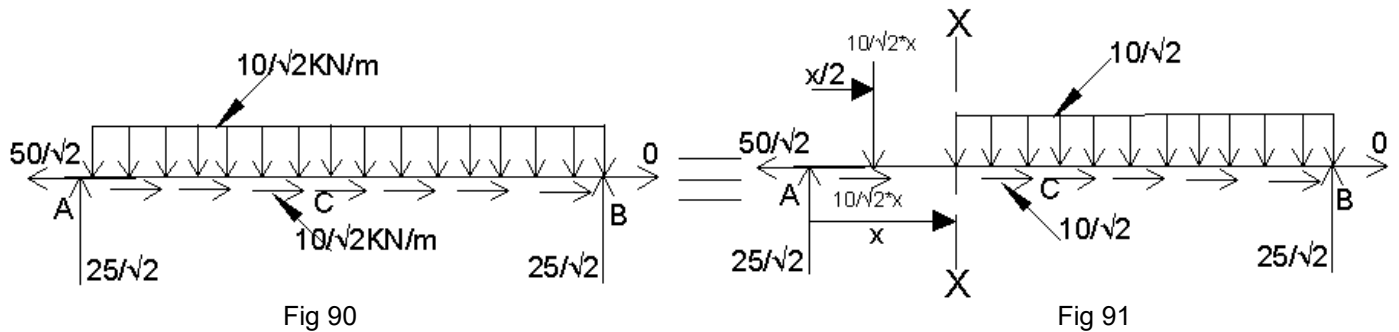 10/√2KN/m
50/√2
0
A
C
B
10/√2KN/m
25/√2
25/√2
Fig 90
X
10/√2*x
x/2
10/√2
50/√2
0
A
10/√2*x
C
B
x
10/√2
25/√2
25/√2
X
Fig 91